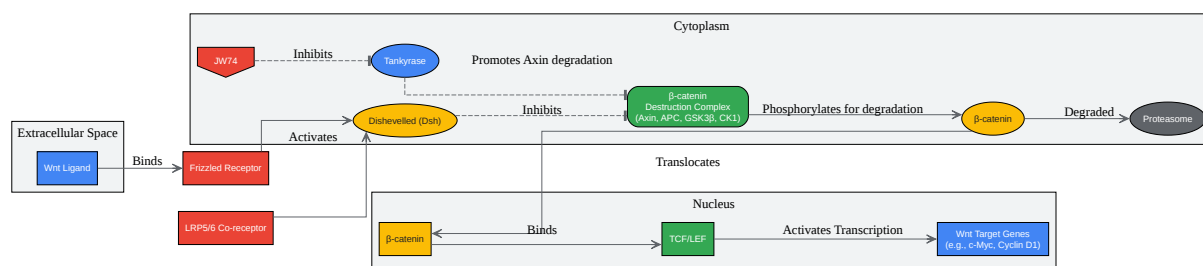 Cytoplasm
JW74
Inhibits
Tankyrase
Promotes Axin degradation
β-catenin
Destruction Complex
(Axin, APC, GSK3β, CK1)
Phosphorylates for degradation
β-catenin
Degraded
Proteasome
Dishevelled (Dsh)
Inhibits
Activates
Extracellular Space
Wnt Ligand
Binds
Frizzled Receptor
Translocates
LRP5/6 Co-receptor
Nucleus
β-catenin
Binds
TCF/LEF
Activates Transcription
Wnt Target Genes
(e.g., c-Myc, Cyclin D1)